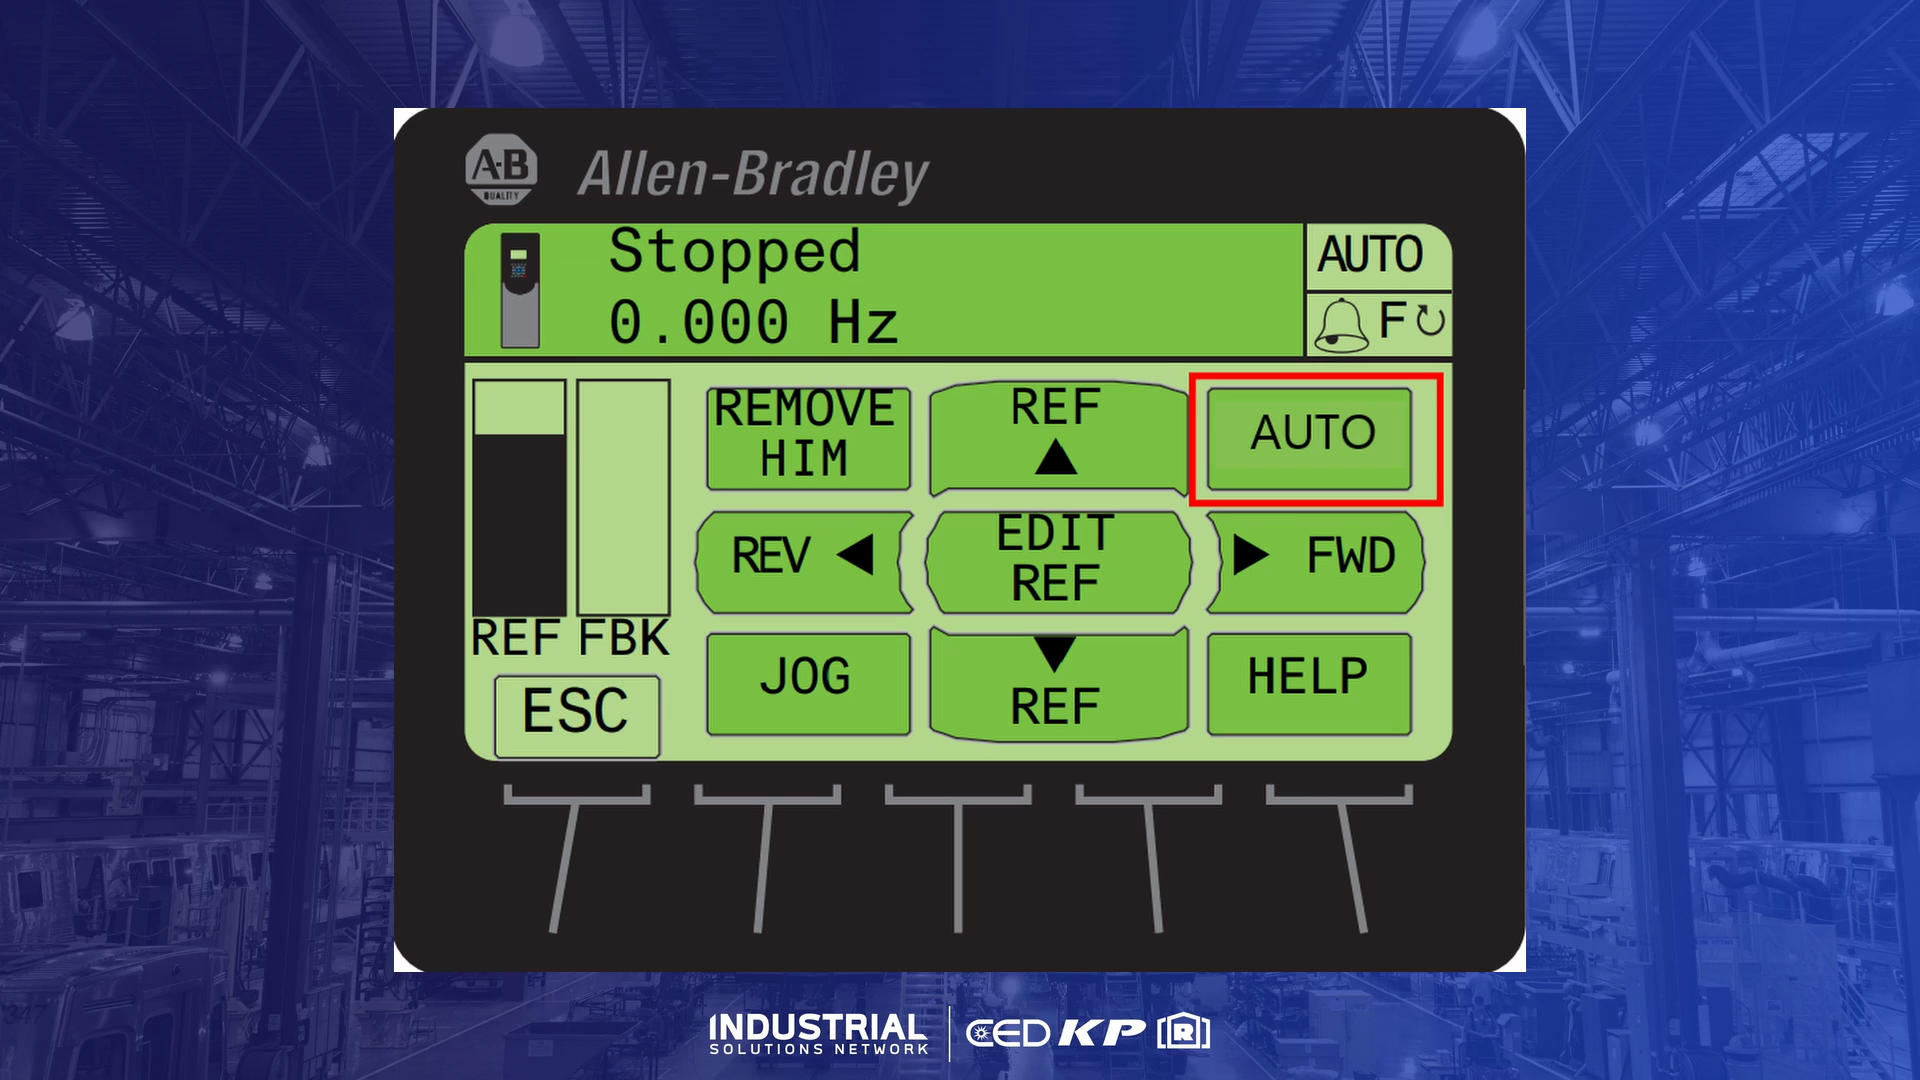 A-B
QUALITY
Allen-Bradley
Stopped
0.000 Hz
AUTO
F
REMOVE
HIM
REF
AUTO
REV
EDIT
REF
FWD
REF FBK
ESC
JOG
REF
HELP
INDUSTRIAL
SOLUTIONS NETWORK
CED KP R